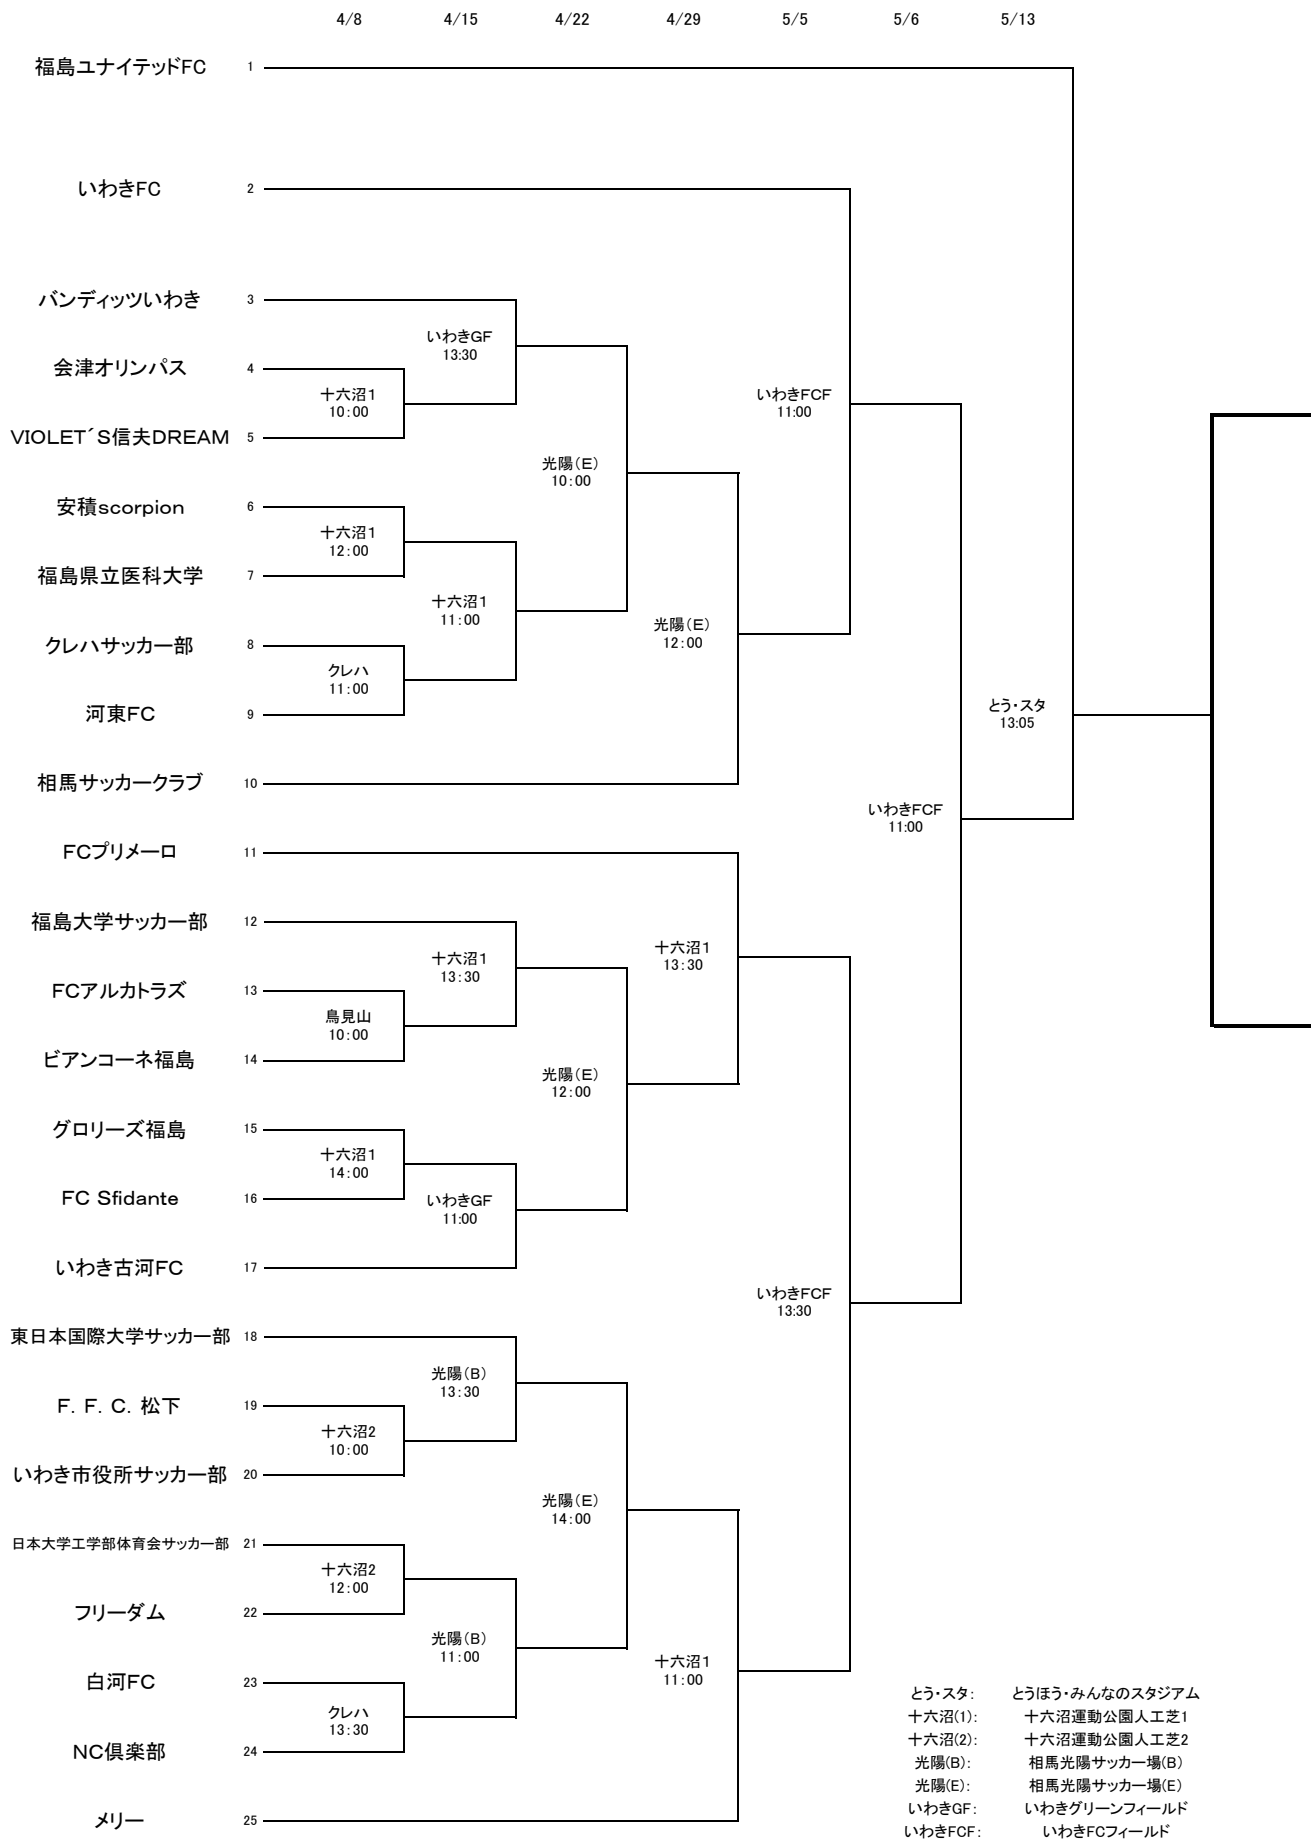 4/8 4/15 4/22 4/29 5/5 5/6 5/13
福島ユナイテッドFC 1
いわきFC 2
バンディッツいわき 3
いわきGF
13:30
会津オリンパス 4
十六沼1
10:00
いわきFCF
11:00
VIOLET´S信夫DREAM 5
光陽(E)
10:00
安積scorpion 6
十六沼1
12:00
福島県立医科大学 7
十六沼1
11:00
光陽(E)
12:00
クレハサッカー部 8
クレハ
11:00
河東FC 9
とう・スタ
13:05
相馬サッカークラブ 10
いわきFCF
11:00
FCプリメーロ 11
福島大学サッカー部 12
十六沼1
13:30
十六沼1
13:30
FCアルカトラズ 13
鳥見山
10:00
ビアンコーネ福島 14
光陽(E)
12:00
グロリーズ福島 15
十六沼1
14:00
FC Sfidante 16
いわきGF
11:00
いわき古河FC 17
いわきFCF
13:30
東日本国際大学サッカー部 18
光陽(B)
13:30
F. F. C. 松下 19
十六沼2
10:00
いわき市役所サッカー部 20
光陽(E)
14:00
日本大学工学部体育会サッカー部 21
十六沼2
12:00
フリーダム 22
光陽(B)
11:00
十六沼1
11:00
白河FC 23
クレハ
13:30
NC倶楽部 24
メリー 25
とう・スタ: とうほう・みんなのスタジアム
十六沼(1): 十六沼運動公園人工芝1
十六沼(2): 十六沼運動公園人工芝2
光陽(B): 相馬光陽サッカー場(B)
光陽(E): 相馬光陽サッカー場(E)
いわきGF: いわきグリーンフィールド
いわきFCF: いわきFCフィールド